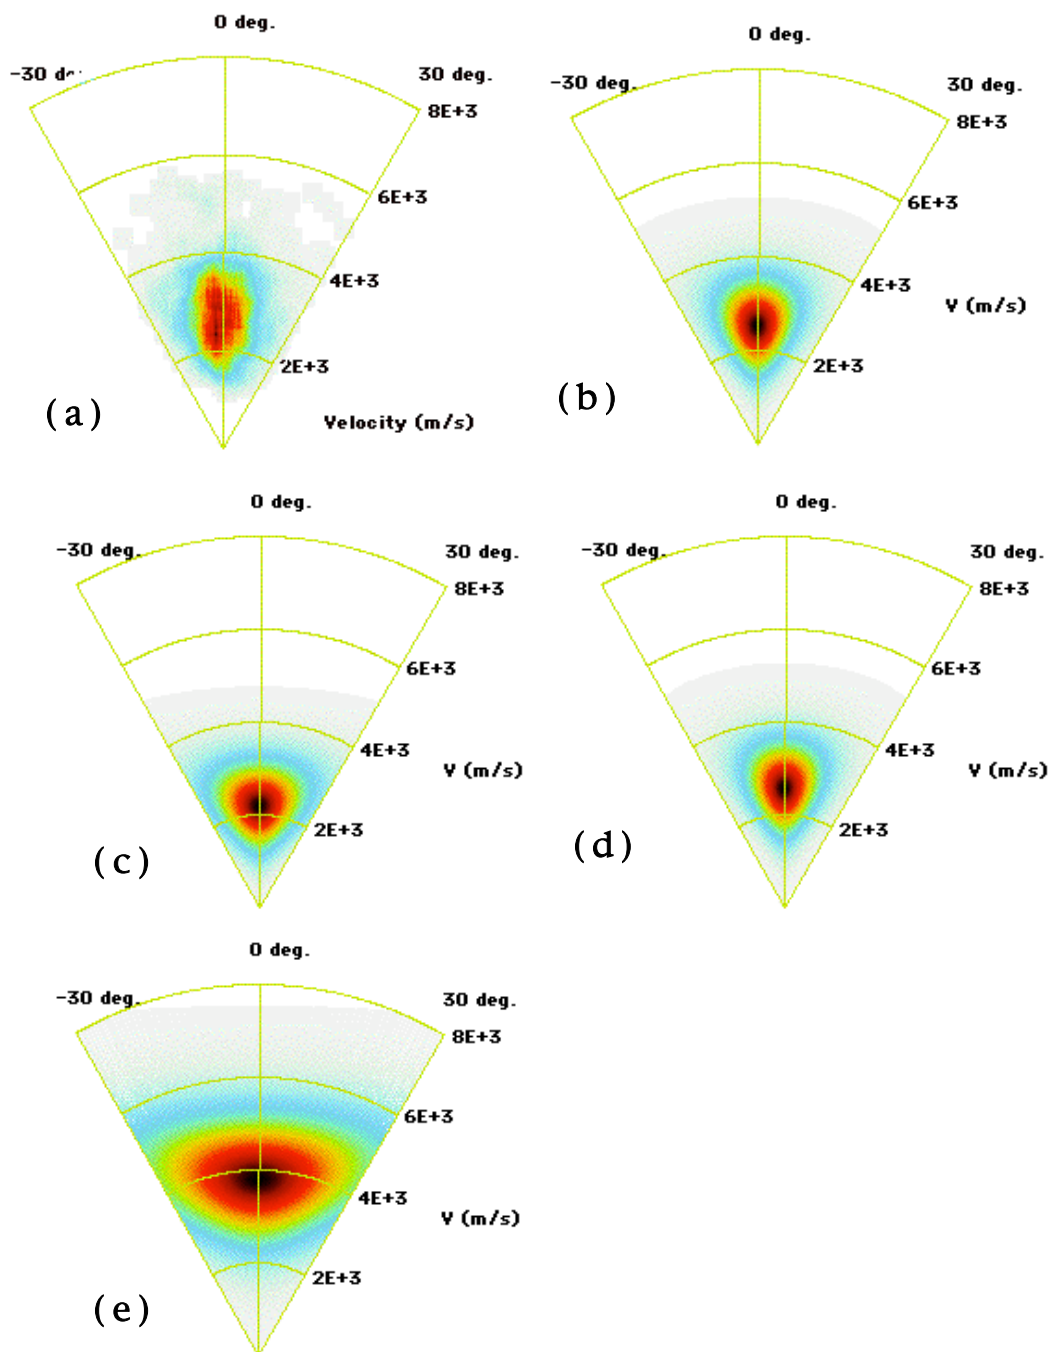 0 deg.
-30 de
30 deg.
8E+3
6E+3
4E+3
2E+3
(a)
Velocity (m/s)
0 deg.
-30 deg.
30 deg.
8E+3
6E+3
4E+3
V (m/s)
2E+3
(b)
0 deg.
-30 deg.
30 deg.
8E+3
6E+3
4E+3
V (m/s)
2E+3
(c)
0 deg.
-30 deg.
30 deg.
8E+3
6E+3
4E+3
V (m/s)
2E+3
(d)
0 deg.
-30 deg.
30 deg.
8E+3
6E+3
4E+3
V (m/s)
2E+3
(e)